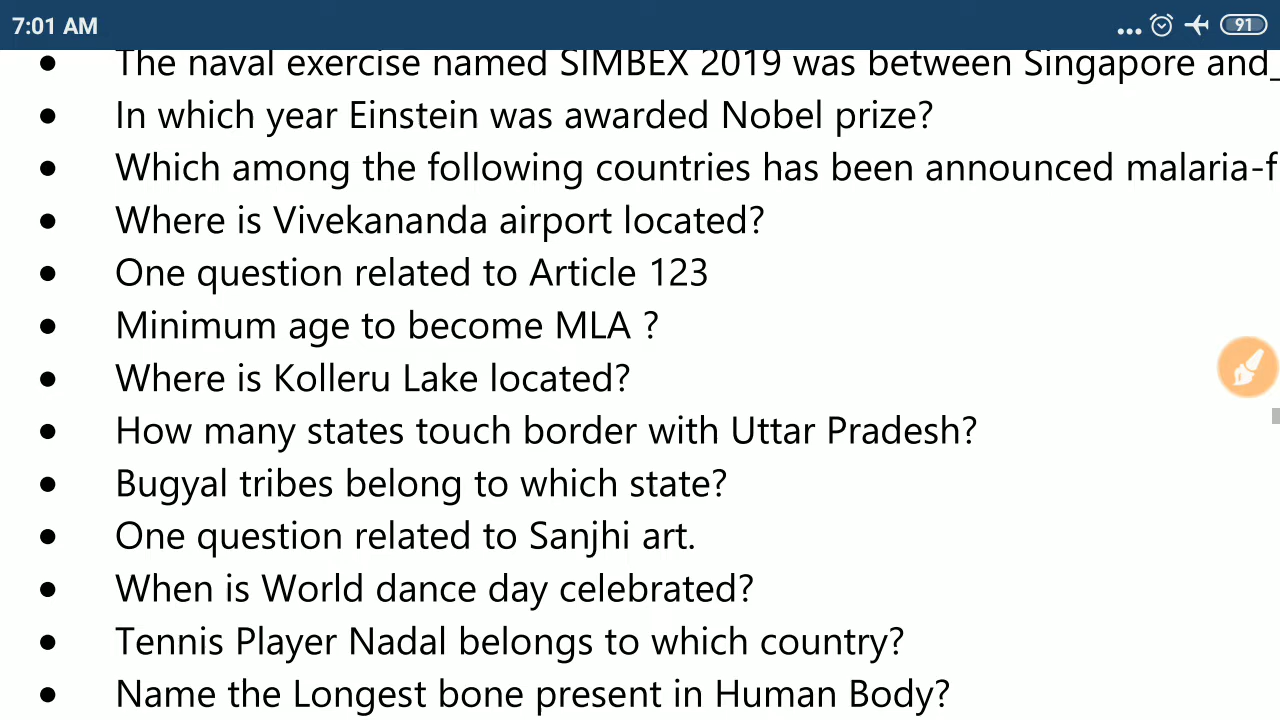 7:01 AM
91
• The naval exercise named SIMBEX 2019 was between Singapore and_
• In which year Einstein was awarded Nobel prize?
• Which among the following countries has been announced malaria-f
• Where is Vivekananda airport located?
• One question related to Article 123
• Minimum age to become MLA ?
• Where is Kolleru Lake located?
• How many states touch border with Uttar Pradesh?
• Bugyal tribes belong to which state?
• One question related to Sanjhi art.
• When is World dance day celebrated?
• Tennis Player Nadal belongs to which country?
• Name the Longest bone present in Human Body?